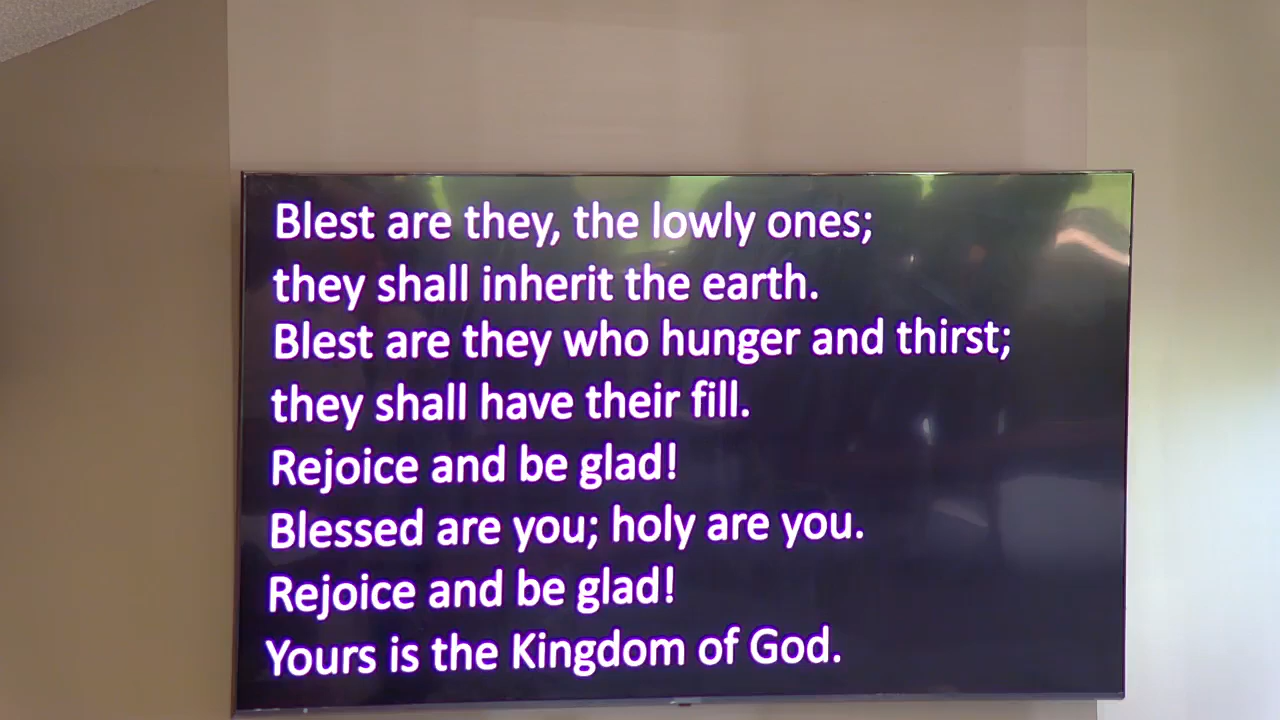 Blest are they, the lowly ones;
they shall inherit the earth.
Blest are they who hunger and thirst;
they shall have their fill.
Rejoice and be glad!
Blessed are you; holy are you.
Rejoice and be glad!
Yours is the Kingdom of God.